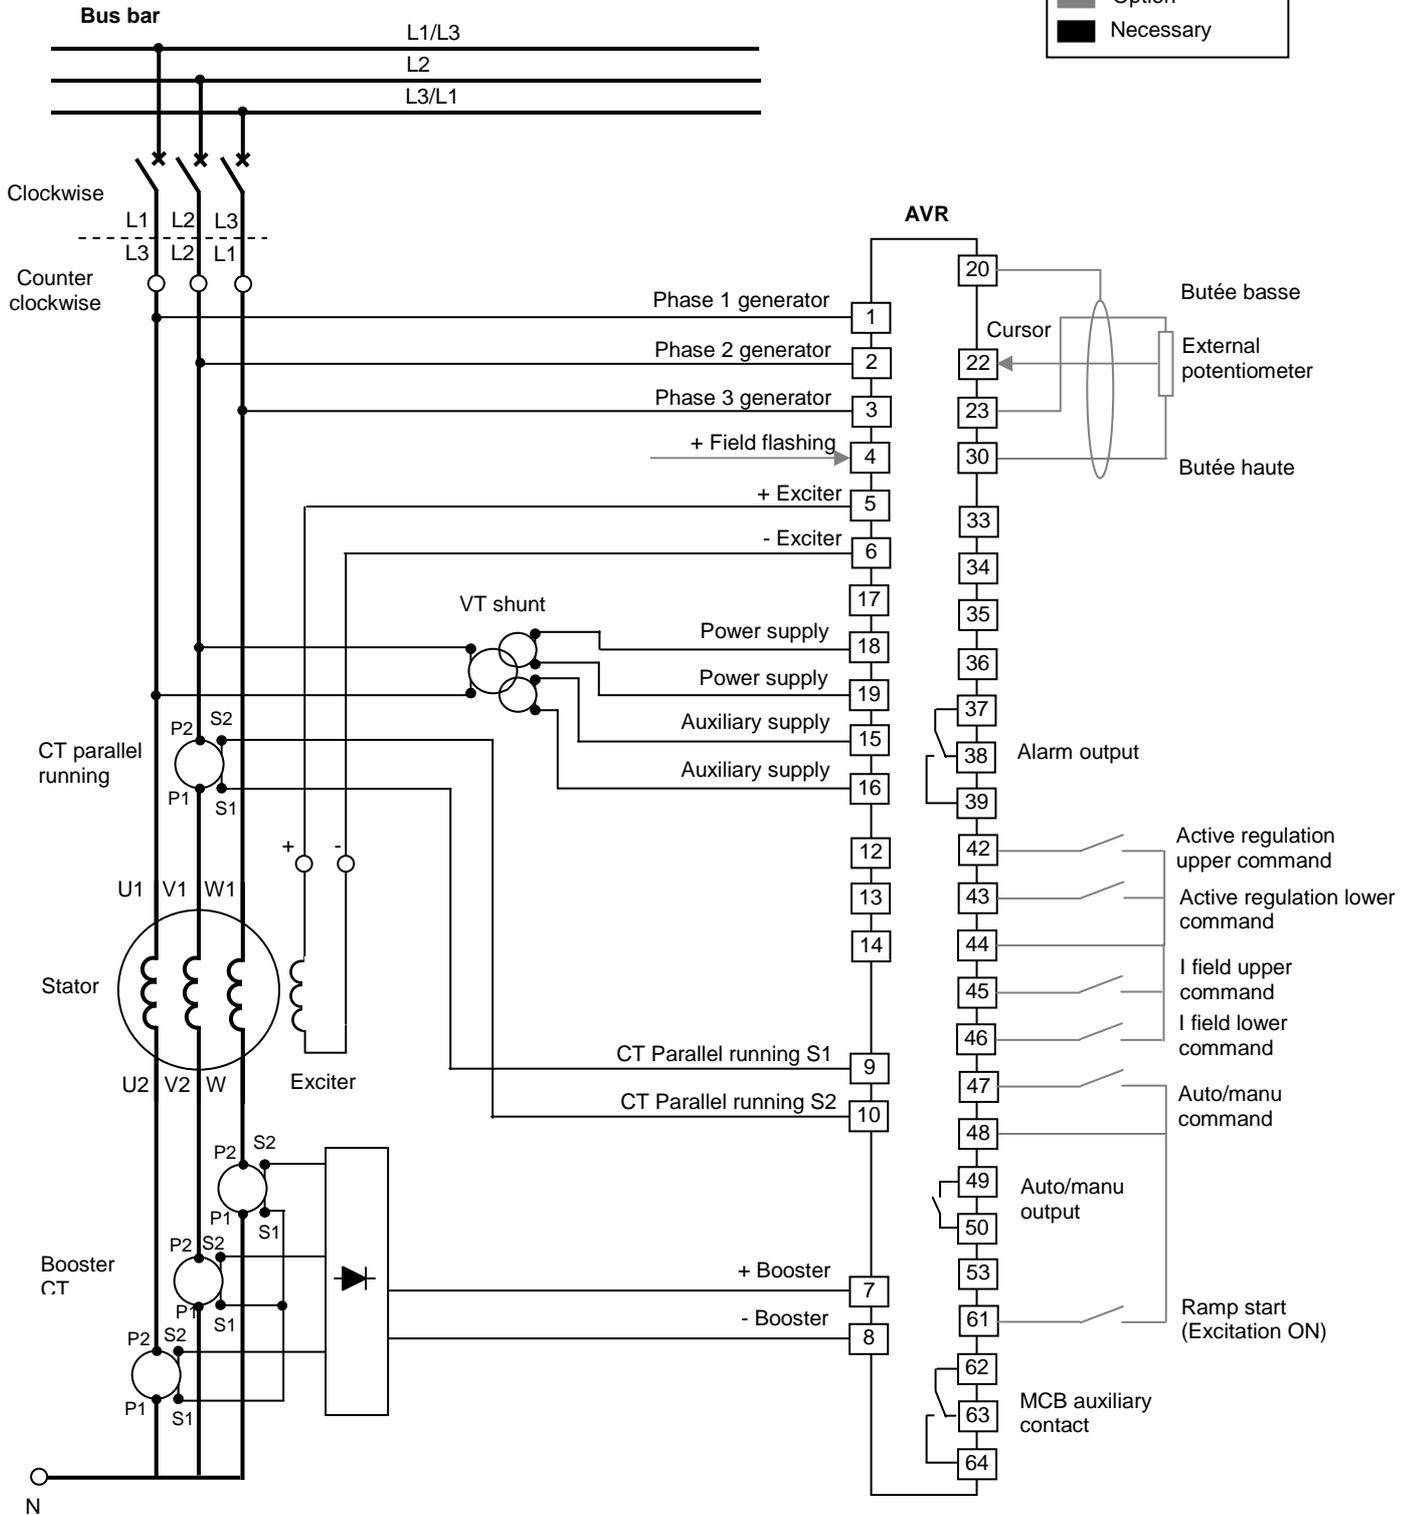 Bus bar
Option
Necessary
L1/L3
L2
L3/L1
Clockwise
L1 L2 L3
L3 L2 L1
Counter
clockwise
AVR
Phase 1 generator 1
Phase 2 generator 2
Phase 3 generator 3
+ Field flashing 4
+ Exciter 5
- Exciter 6
17
VT shunt
Power supply 18
Power supply 19
Auxiliary supply 15
Auxiliary supply 16
12
13
14
CT parallel
running
P2 S2
P1 S1
+ -
U1 V1 W1
Stator
U2 V2 W
Exciter
CT Parallel running S1 9
CT Parallel running S2 10
P2 S2
P1 S1
Booster
CT
P2 S2
P1 S1
P2 S2
P1 S1
+ Booster 7
- Booster 8
N
20
Butée basse
Cursor
22
External
potentiometer
23
30
Butée haute
33
34
35
36
37
38 Alarm output
39
42 Active regulation
upper command
43 Active regulation lower
command
44
45 I field upper
command
46 I field lower
command
47 Auto/manu
command
48
49 Auto/manu
output
50
53
61 Ramp start
(Excitation ON)
62
63 MCB auxiliary
contact
64